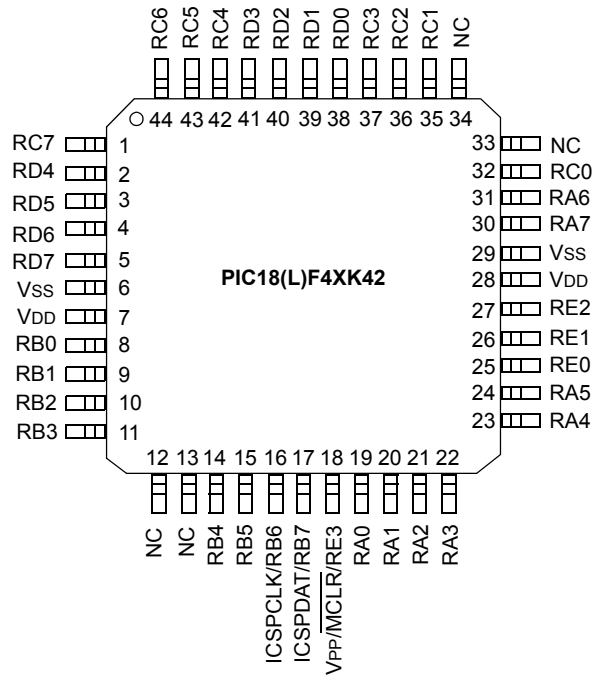 RC6
RC5
RC4
RD3
RD2
RD1
RD0
RC3
RC2
RC1
NC
44 43 42 41 40 39 38 37 36 35 34
RC7 1
RD4 2
RD5 3
RD6 4
RD7 5
VSS 6
VDD 7
RB0 8
RB1 9
RB2 10
RB3 11
PIC18(L)F4XK42
33 NC
32 RC0
31 RA6
30 RA7
29 VSS
28 VDD
27 RE2
26 RE1
25 RE0
24 RA5
23 RA4
12 13 14 15 16 17 18 19 20 21 22
NC
NC
RB4
RB5
ICSPCLK/RB6
ICSPDAT/RB7
VPP/MCLR/RE3
RA0
RA1
RA2
RA3